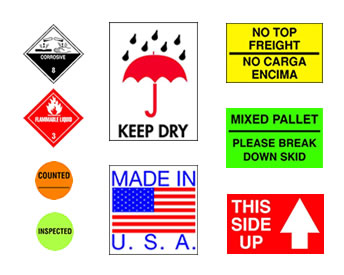 CORROSIVE
8
FLAMMABLE LIQUID
3
COUNTED
INSPECTED
KEEP DRY
MADE IN
U. S. A.
NO TOP
FREIGHT
NO CARGA
ENCIMA
MIXED PALLET
PLEASE BREAK
DOWN SKID
THIS
SIDE
UP